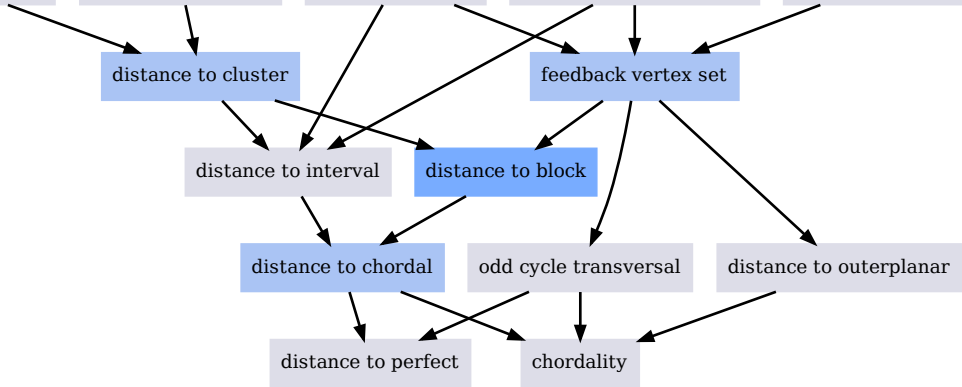 distance to cluster
feedback vertex set
distance to interval
distance to block
distance to chordal
odd cycle transversal
distance to outerplanar
distance to perfect
chordality